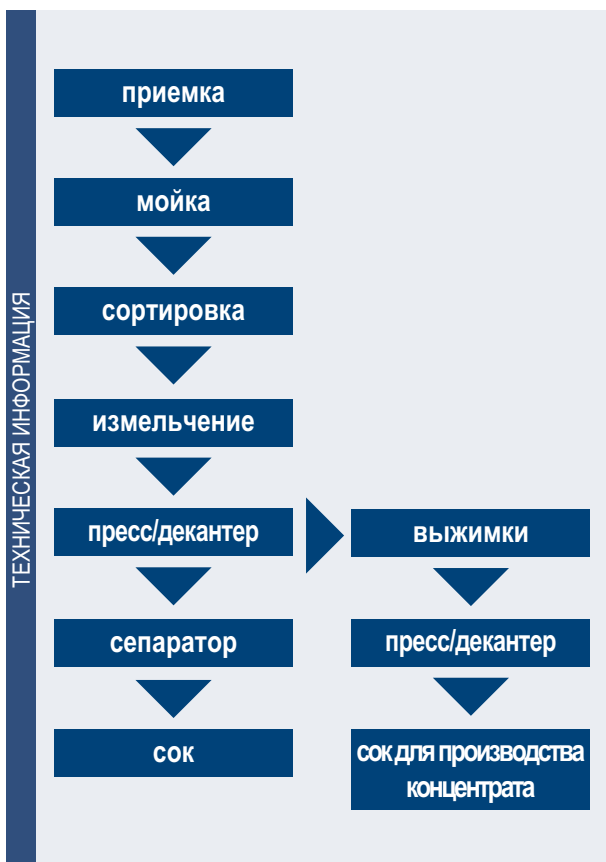 ТЕХНИЧЕСКАЯ ИНФОРМАЦИЯ
приемка
мойка
сортировка
измельчение
пресс/декантер
выжимки
сепаратор
пресс/декантер
сок
сок для производства
концентрата